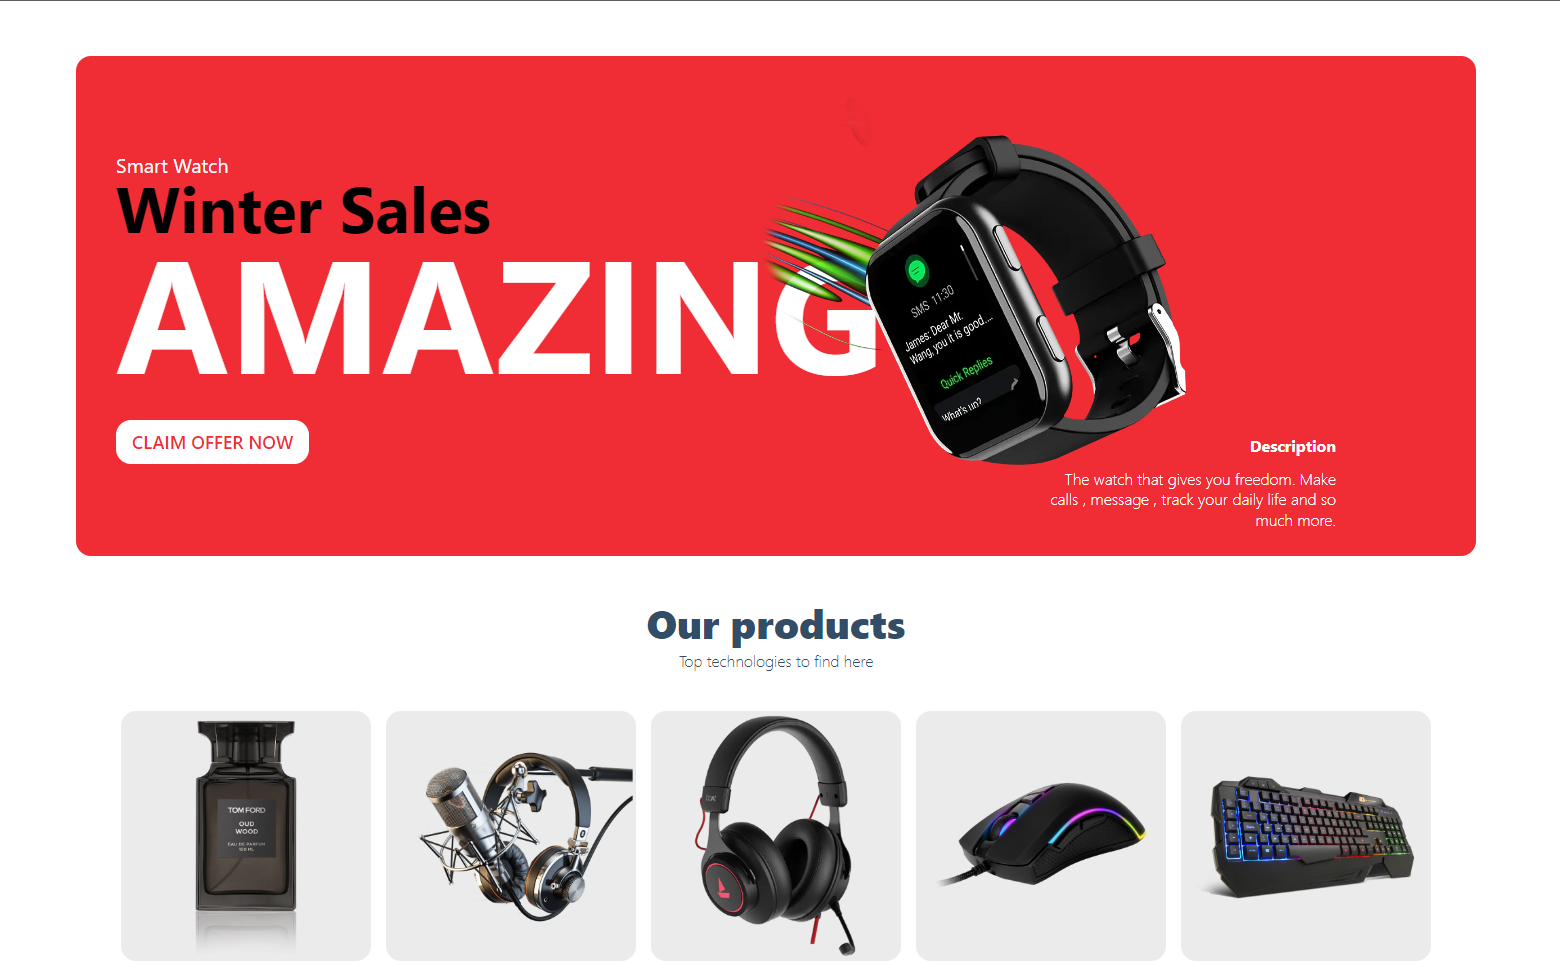 Smart Watch
Winter Sales
AMAZING
CLAIM OFFER NOW
SMS 11:30
James: Dear Mr.
Wang, you it is good....
Quick Replies
What's up?
Description
The watch that gives you freedom. Make
calls , message , track your daily life and so
much more.
Our products
Top technologies to find here
TOM FORD
OUD
WOOD
EAU DE PARFUM
100 ML